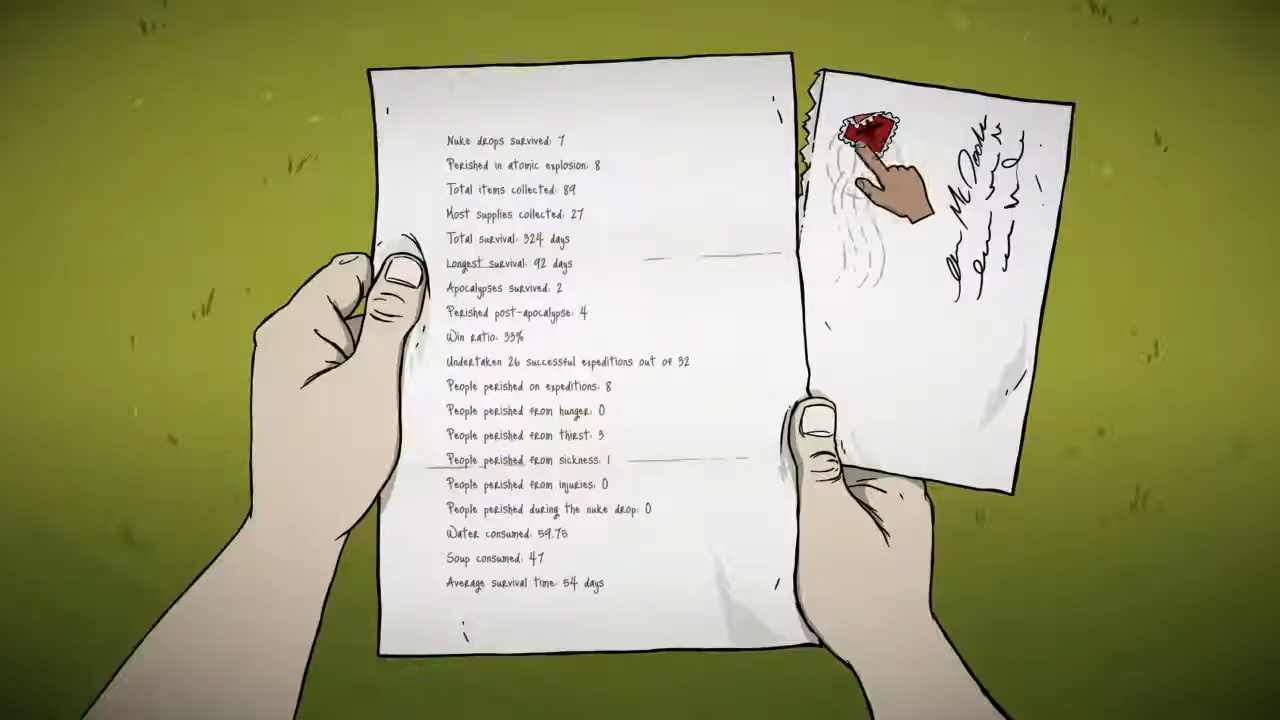 Nuke drops survived: 7
Perished in atomic explosion: 8
Total items collected: 89
Most supplies collected: 27
Total survival: 324 days
Longest survival: 92 days
Apocalypses survived: 2
Perished post-apocalypse: 4
Win ratio: 33%
Undertaken 26 successful expeditions out of 32
People perished on expeditions: 8
People perished from hunger: 0
People perished from thirst: 3
People perished from sickness: 1
People perished from injuries: 0
People perished during the nuke drop: 0
Water consumed: 59.75
Soup consumed: 47
Average survival time: 54 days